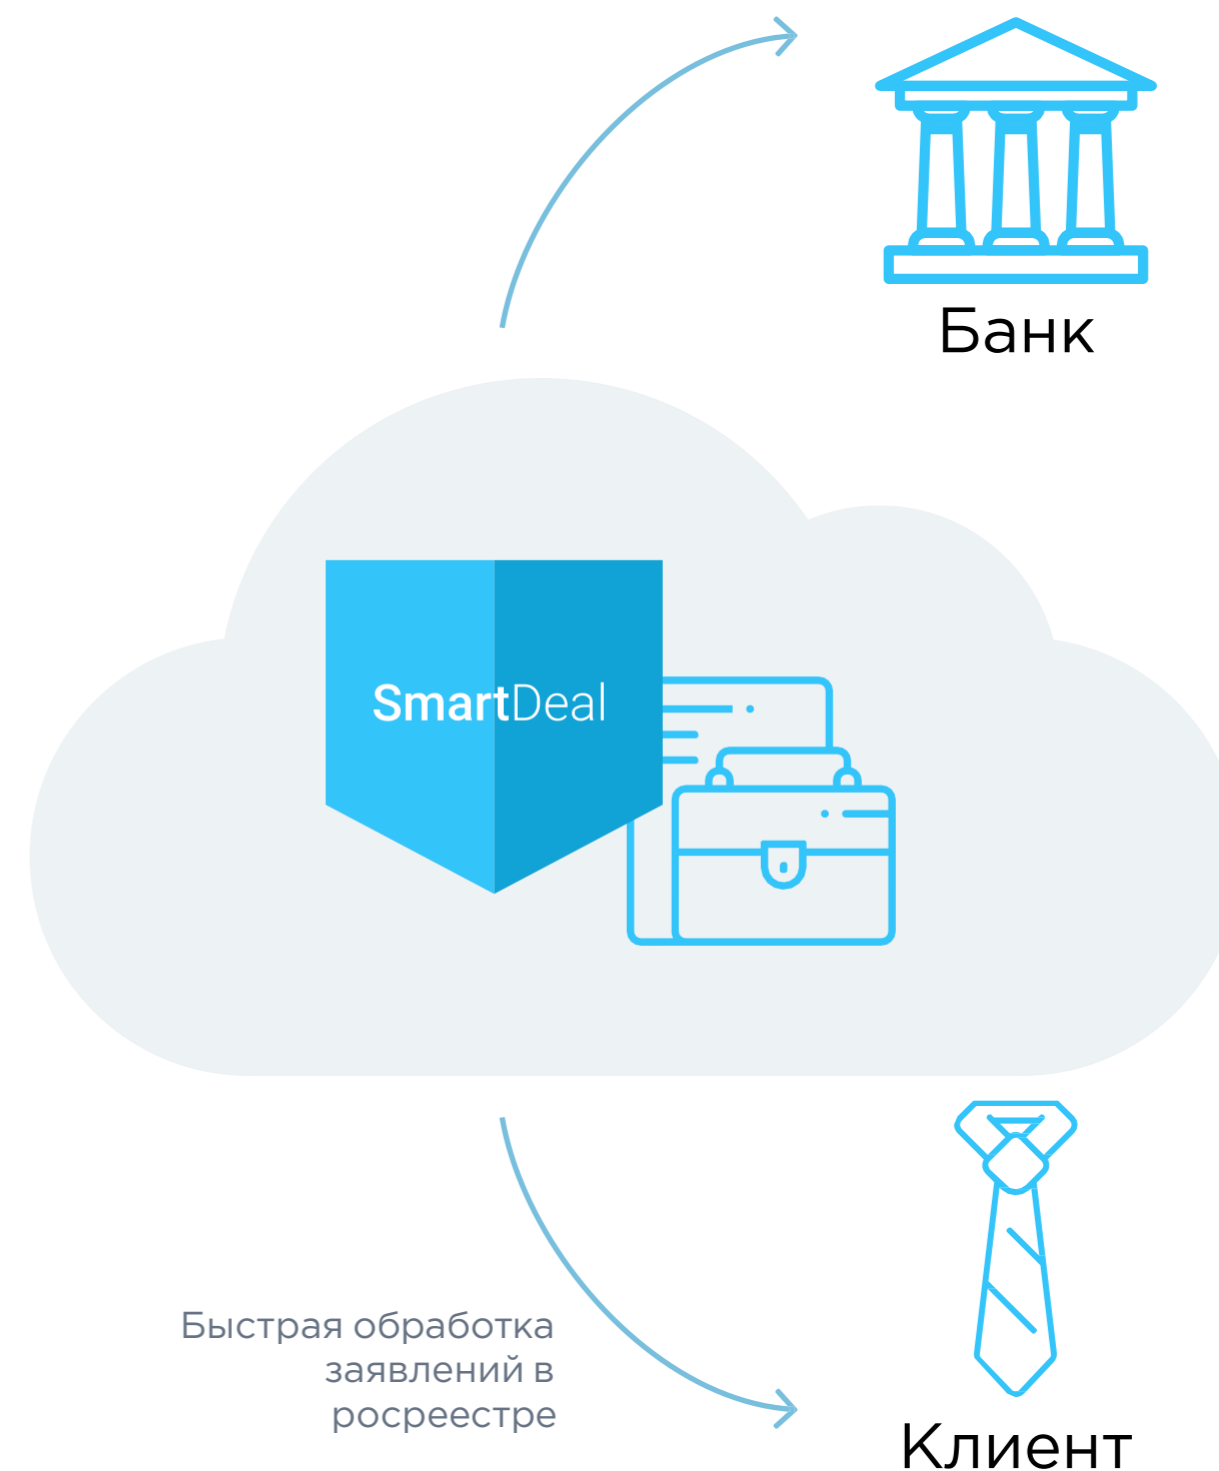 Банк
SmartDeal
Быстрая обработка
заявлений в
росреестре
Клиент